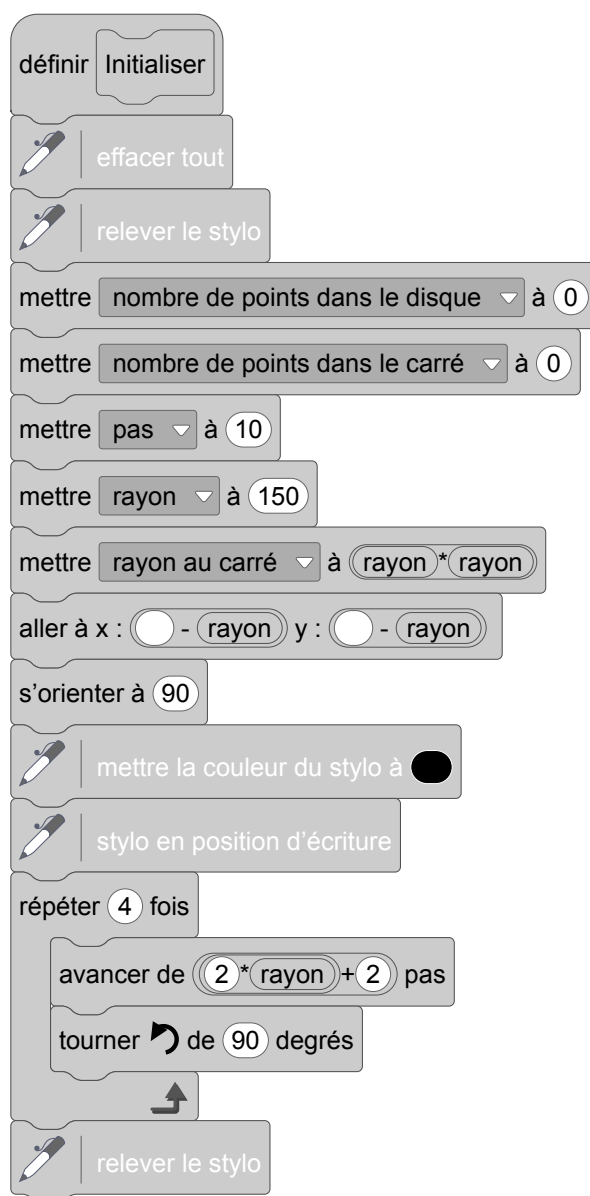 définir Initialiser
effacer tout
relever le stylo
mettre nombre de points dans le disque à 0
mettre nombre de points dans le carré à 0
mettre pas à 10
mettre rayon à 150
mettre rayon au carré à rayon * rayon
aller à x : - rayon y : - rayon
s’orienter à 90
mettre la couleur du stylo à
stylo en position d’écriture
répéter 4 fois
avancer de 2 * rayon + 2 pas
tourner de 90 degrés
relever le stylo